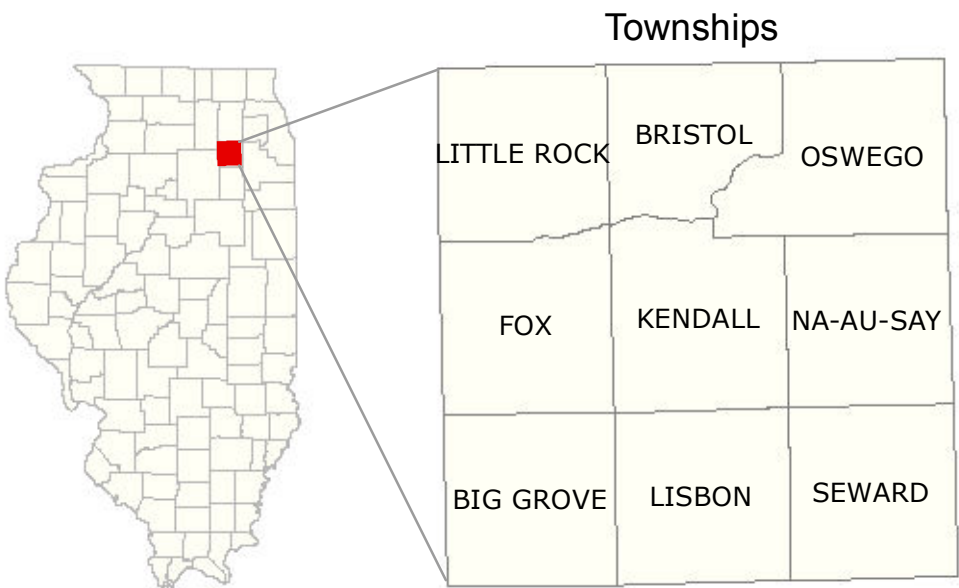 Townships
LITTLE ROCK
BRISTOL
OSWEGO
FOX
KENDALL
NA-AU-SAY
BIG GROVE
LISBON
SEWARD